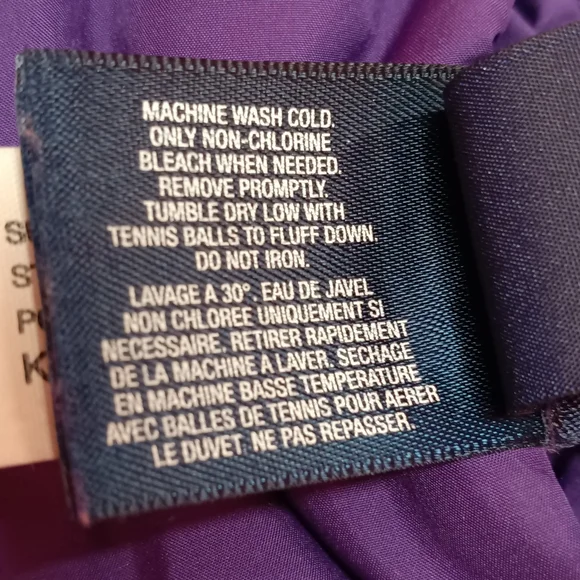 MACHINE WASH COLD.
ONLY NON-CHLORINE
BLEACH WHEN NEEDED.
REMOVE PROMPTLY.
TUMBLE DRY LOW WITH
TENNIS BALLS TO FLUFF DOWN.
DO NOT IRON.
LAVAGE A 30°. EAU DE JAVEL
NON CHLOREE UNIQUEMENT SI
NECESSAIRE. RETIRER RAPIDEMENT
DE LA MACHINE A LAVER. SECHAGE
EN MACHINE BASSE TEMPERATURE
AVEC BALLES DE TENNIS POUR AERER
LE DUVET NE PAS REPASSER.